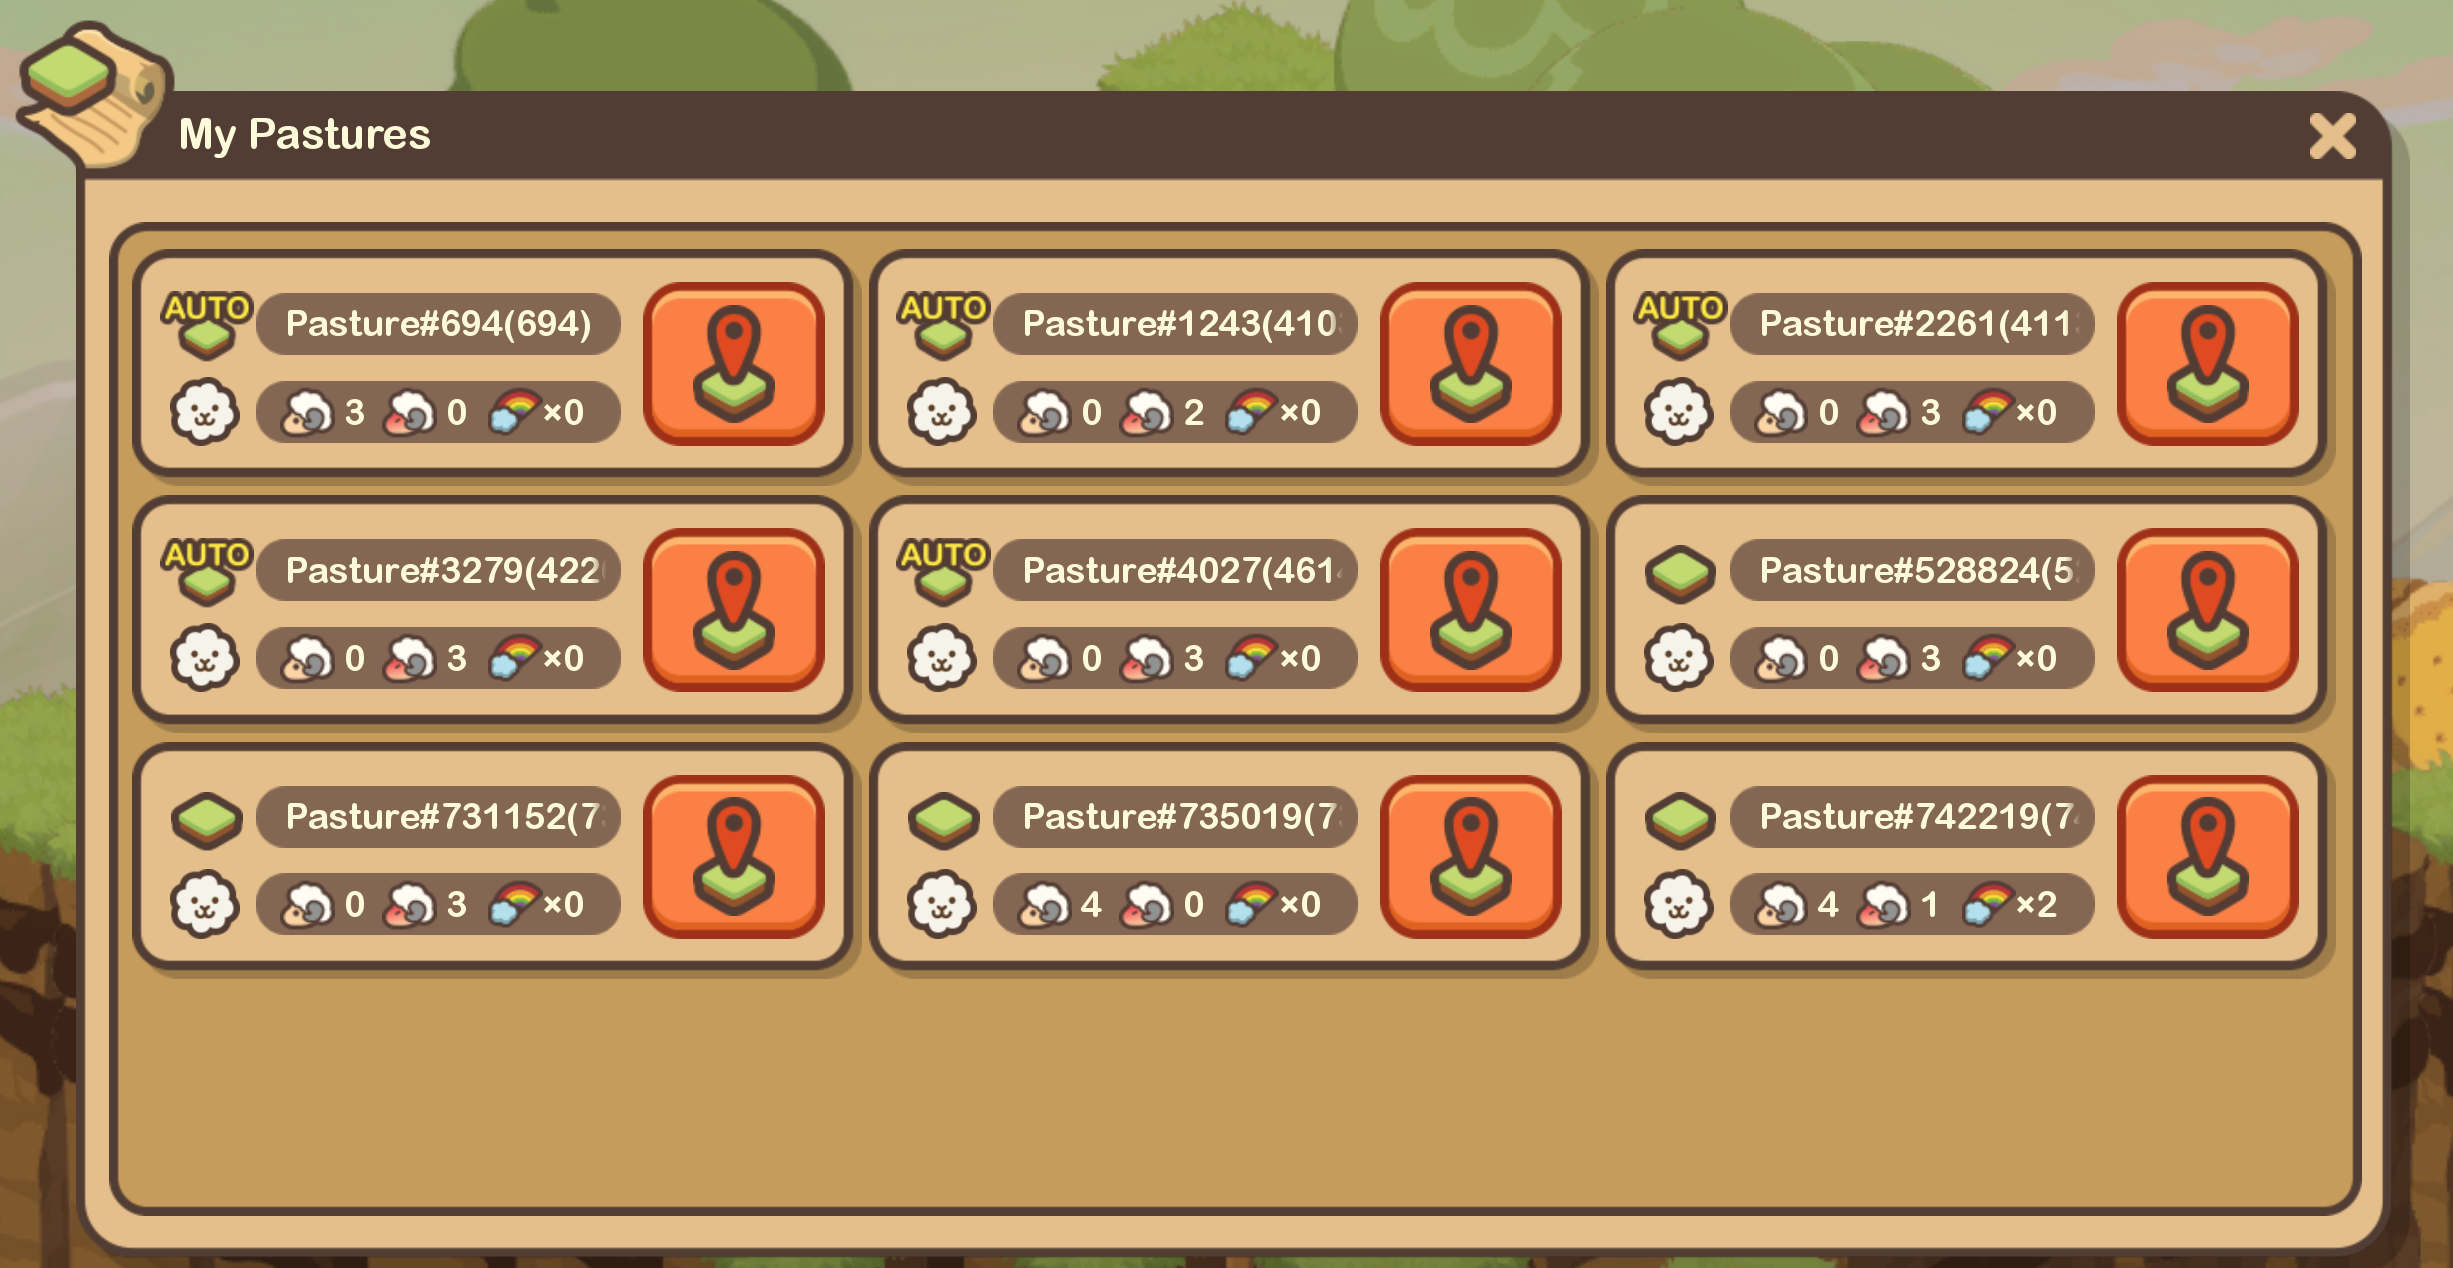 My Pastures
AUTO Pasture#694(694)
3 0 ×0
AUTO Pasture#1243(410
0 2 ×0
AUTO Pasture#2261(411
0 3 ×0
AUTO Pasture#3279(422
0 3 ×0
AUTO Pasture#4027(461
0 3 ×0
Pasture#528824(5
0 3 ×0
Pasture#731152(7
0 3 ×0
Pasture#735019(7
4 0 ×0
Pasture#742219(7
4 1 ×2